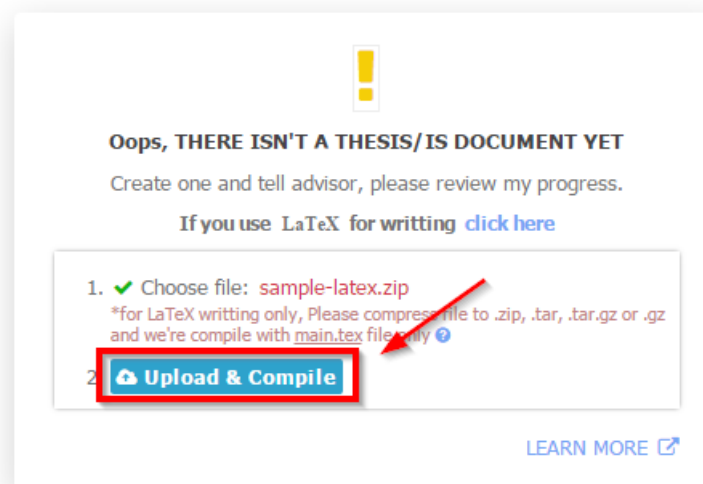 Oops, THERE ISN'T A THESIS/IS DOCUMENT YET
Create one and tell advisor, please review my progress.
If you use LaTeX for writting click here
1. Choose file: sample-latex.zip
*for LaTeX writting only, Please compress file to .zip, .tar, .tar.gz or .gz
and we're compile with main.tex file only
2. Upload & Compile
LEARN MORE